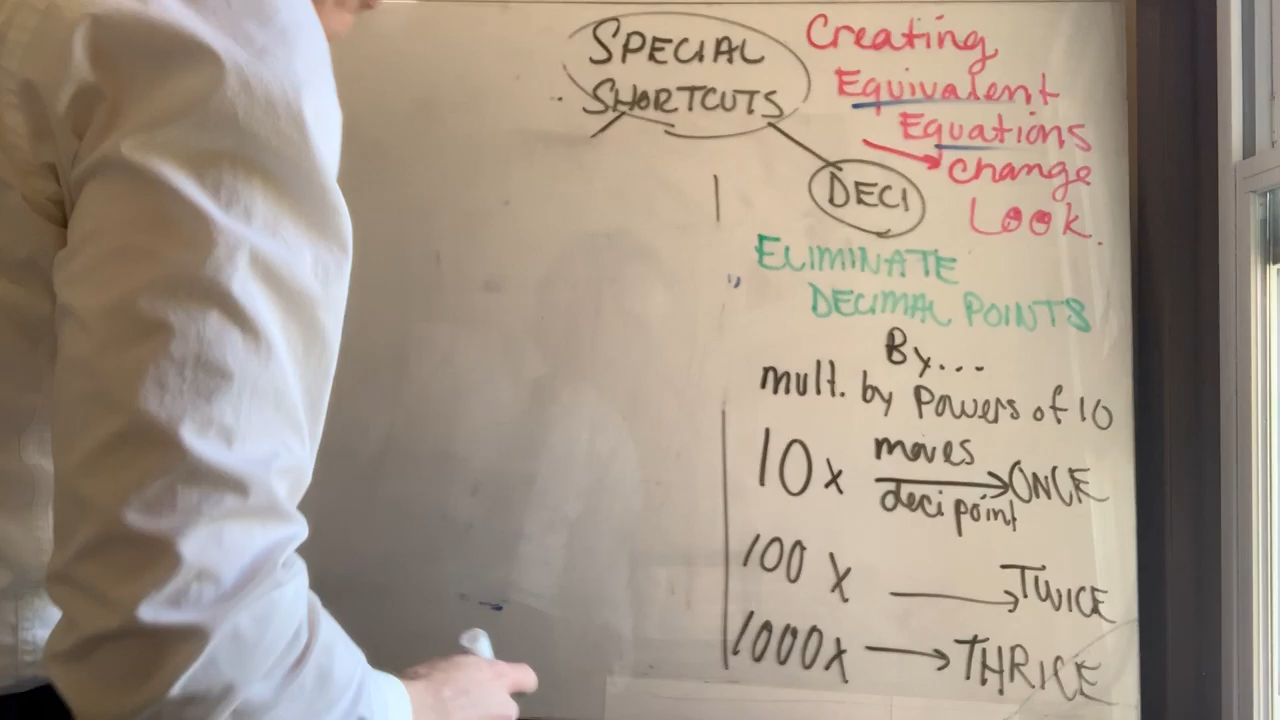 SPECIAL
SHORTCUTS
Creating
Equivalent
Equations
change
Look.
DECI
ELIMINATE
DECIMAL POINTS
By...
mult. by Powers of 10
10x moves deci point ONCE
100 x TWICE
1000x THRICE